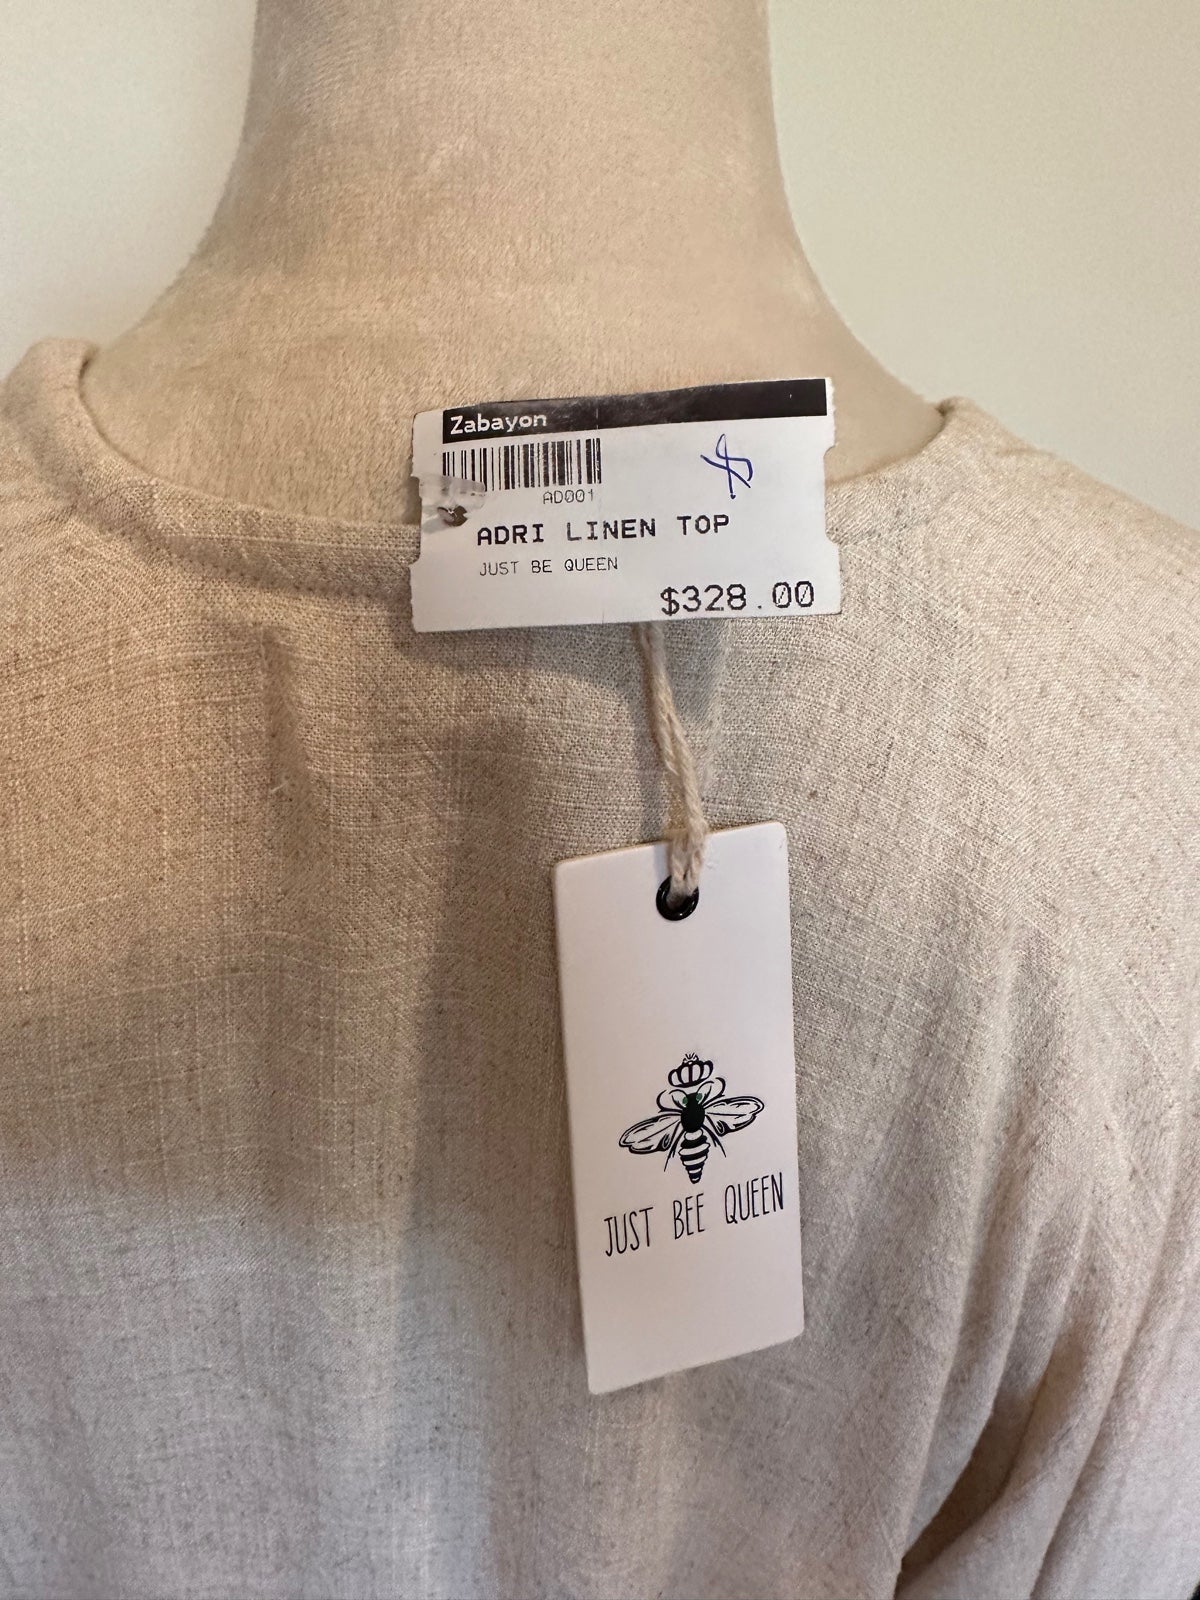 Zabayon
AD001
ADRI LINEN TOP
JUST BE QUEEN
$328.00
JUST BEE QUEEN